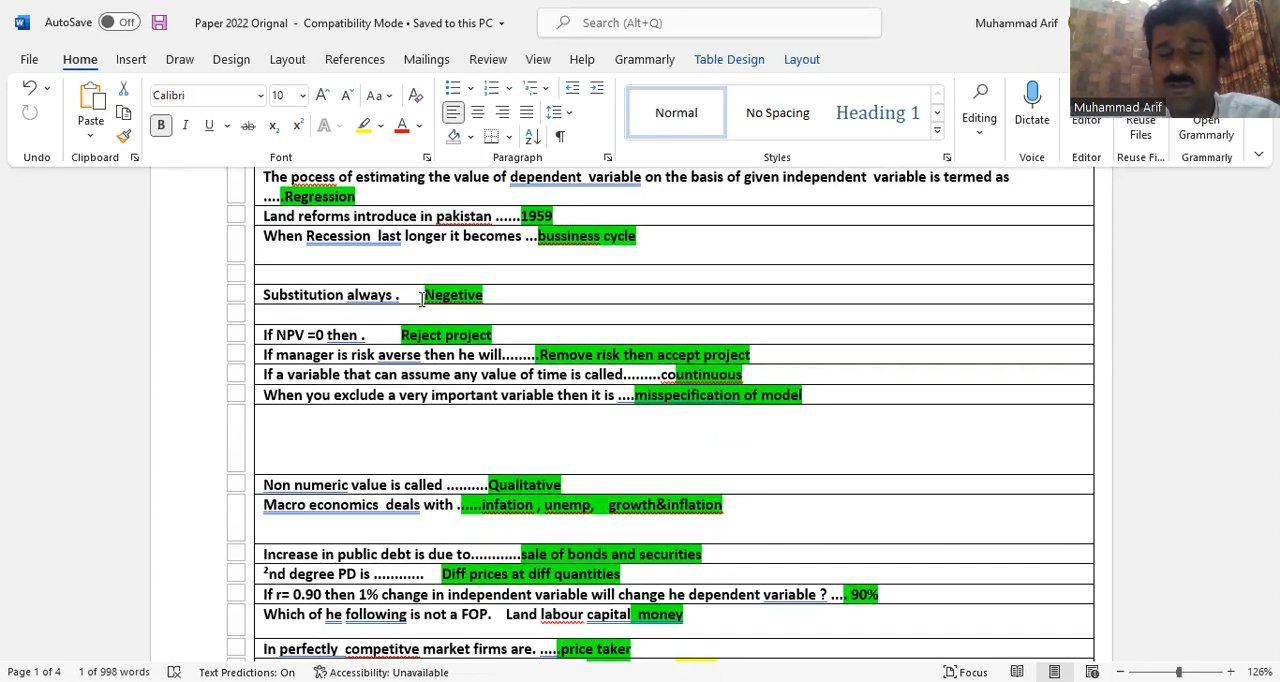 AutoSave Off Paper 2022 Orignal - Compatibility Mode • Saved to this PC Search (Alt+Q) Muhammad Arif
File Home Insert Draw Design Layout References Mailings Review View Help Grammarly Table Design Layout
Muhammad Arif
Paste Calibri 10 Aa B I U ab x₂ x² A A Normal No Spacing Heading 1 Editing Dictate Editor Reuse Files Open Grammarly
Undo Clipboard Font Paragraph Styles Voice Editor Reuse Fi... Grammarly
The pocess of estimating the value of dependent variable on the basis of given independent variable is termed as
.....Regression
Land reforms introduce in pakistan ......1959
When Recession last longer it becomes ...bussiness cycle
Substitution always . Negetive
If NPV =0 then . Reject project
If manager is risk averse then he will.........Remove risk then accept project
If a variable that can assume any value of time is called.........countinuous
When you exclude a very important variable then it is ....misspecification of model
Non numeric value is called ..........Qualitative
Macro economics deals with .......infation , unemp, growth&inflation
Increase in public debt is due to............sale of bonds and securities
²nd degree PD is ............ Diff prices at diff quantities
If r= 0.90 then 1% change in independent variable will change he dependent variable ? .... 90%
Which of he following is not a FOP. Land labour capital money
In perfectly competitve market firms are. .....price taker
Page 1 of 4 1 of 998 words Text Predictions: On Accessibility: Unavailable Focus 126%